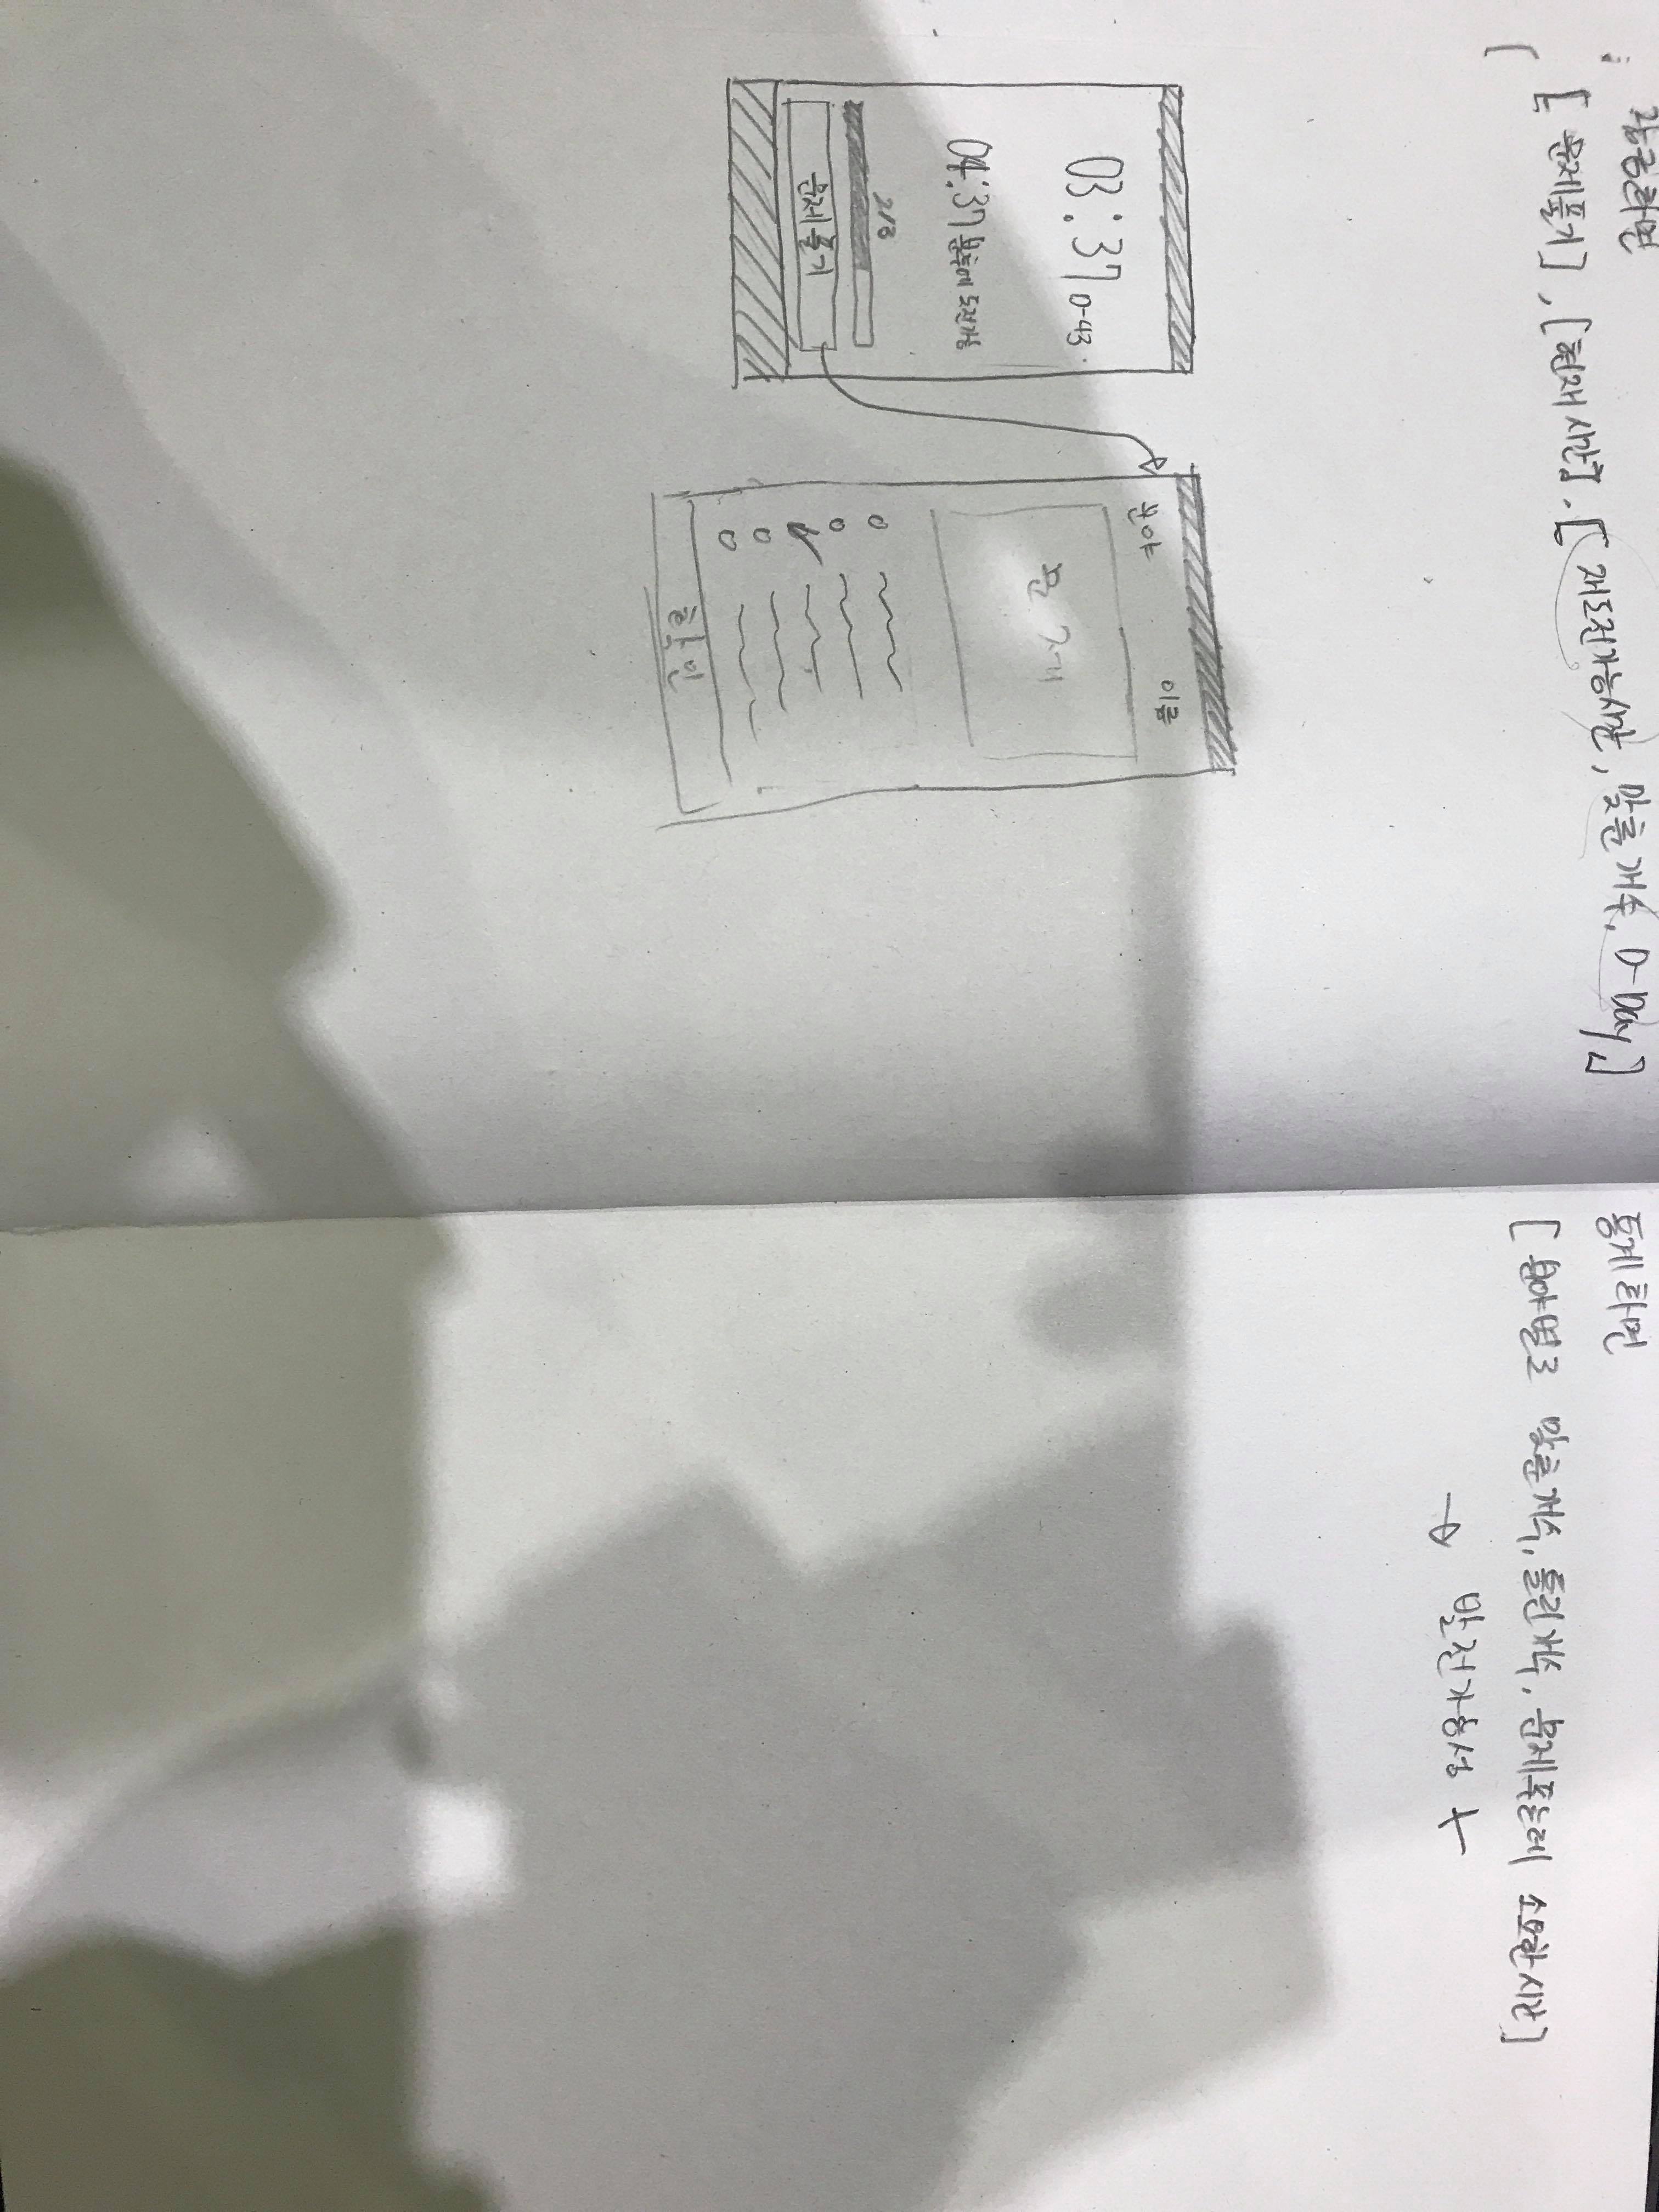 잠금화면
[ 문제풀기 ], [ 현재 시간 ], [ 재도전가능시간, 맞춘 개수, D-Day ]
[
03:37 D-43
04:37 분후에 도전가능
2/3
문제풀기
분야 이름
문제
확인
통계화면
[ 분야별로 맞춘개수, 틀린개수, 문제푸는데 소요한시간 ]
→ 발전가능성 +